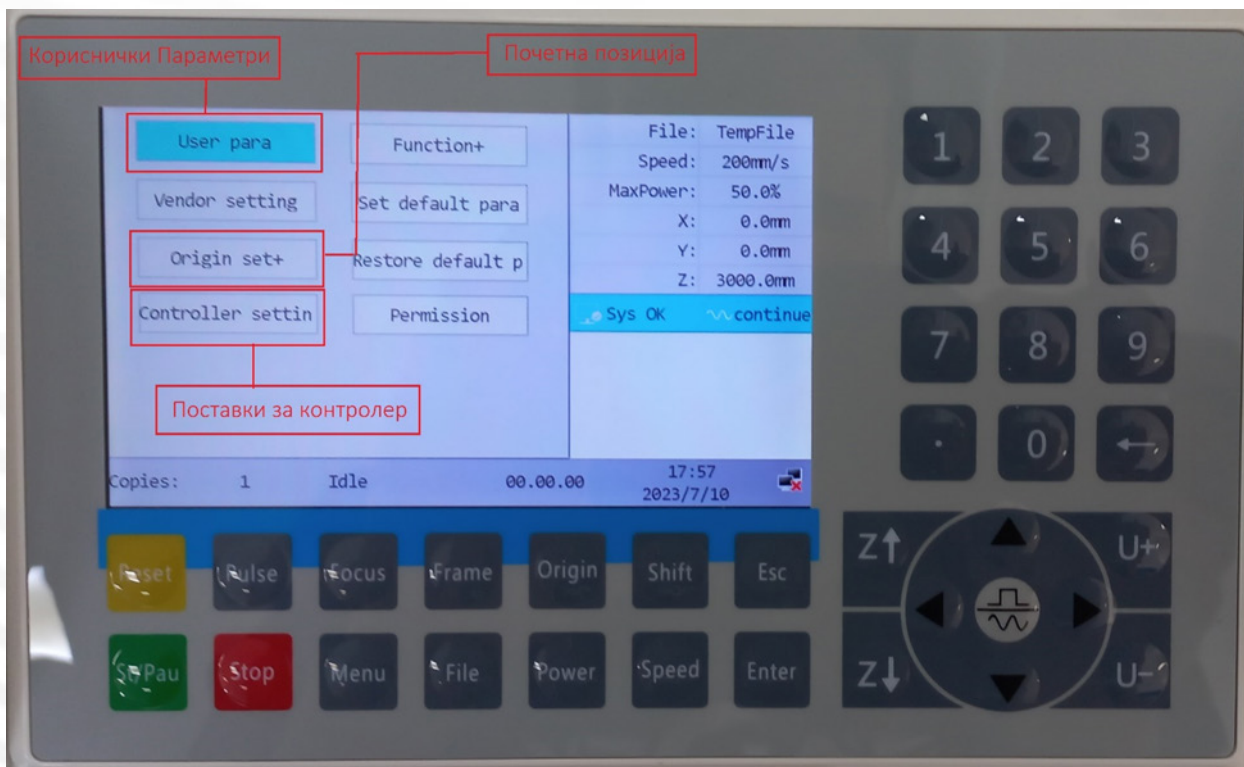 Кориснички Параметри
Почетна позиција
User para
Function+
Vendor setting
Set default para
Origin set+
Restore default p
Controller settin
Permission
Поставки за контролер
File: TempFile
Speed: 200mm/s
MaxPower: 50.0%
X: 0.0mm
Y: 0.0mm
Z: 3000.0mm
Sys OK continue
Copies: 1 Idle 00.00.00 17:57
2023/7/10
1 2 3
4 5 6
7 8 9
. 0 ←
Reset Pulse Focus Frame Origin Shift Esc
St/Pau Stop Menu File Power Speed Enter
Z↑ U+
Z↓ U-